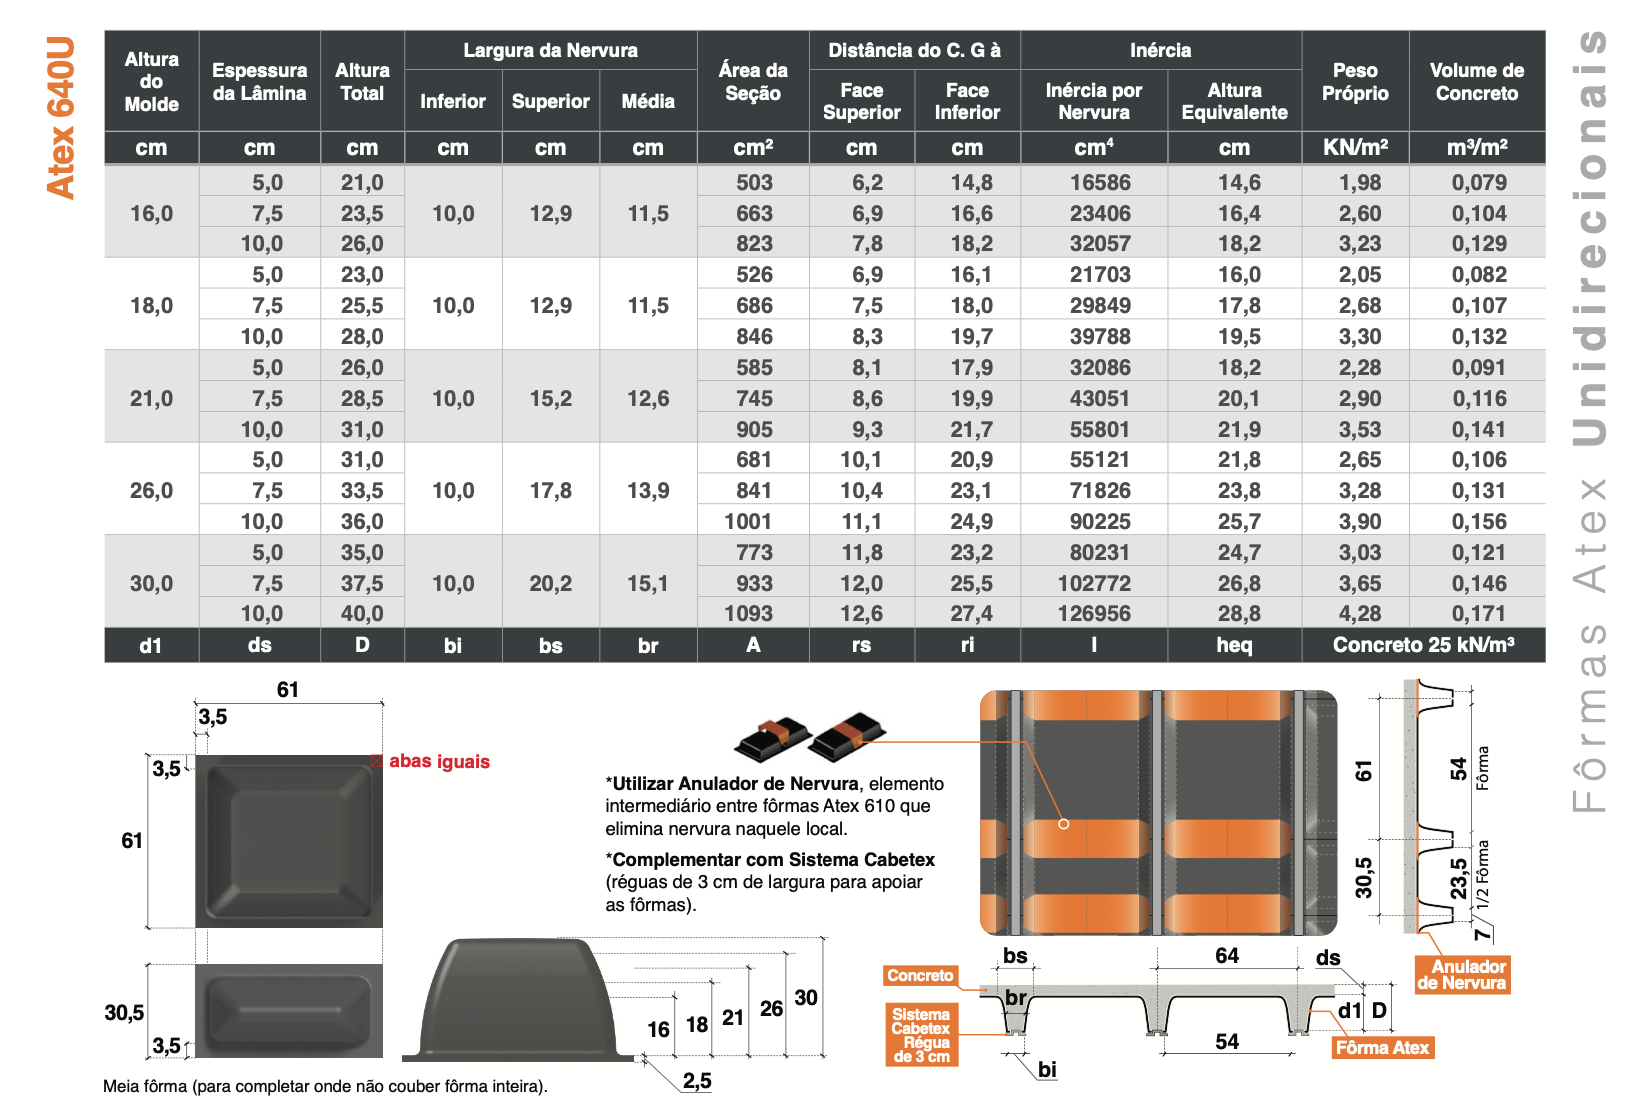 Atex 640U
Altura do Molde
Espessura da Lâmina
Altura Total
Largura da Nervura
Inferior Superior Média
Área da Seção
Distância do C. G à
Face Superior
Face Inferior
Inércia
Inércia por Nervura
Altura Equivalente
Peso Próprio
Volume de Concreto
cm cm cm cm cm cm cm² cm cm cm⁴ cm KN/m² m³/m²
5,0 21,0 503 6,2 14,8 16586 14,6 1,98 0,079
16,0 7,5 23,5 10,0 12,9 11,5 663 6,9 16,6 23406 16,4 2,60 0,104
10,0 26,0 823 7,8 18,2 32057 18,2 3,23 0,129
5,0 23,0 526 6,9 16,1 21703 16,0 2,05 0,082
18,0 7,5 25,5 10,0 12,9 11,5 686 7,5 18,0 29849 17,8 2,68 0,107
10,0 28,0 846 8,3 19,7 39788 19,5 3,30 0,132
5,0 26,0 585 8,1 17,9 32086 18,2 2,28 0,091
21,0 7,5 28,5 10,0 15,2 12,6 745 8,6 19,9 43051 20,1 2,90 0,116
10,0 31,0 905 9,3 21,7 55801 21,9 3,53 0,141
5,0 31,0 681 10,1 20,9 55121 21,8 2,65 0,106
26,0 7,5 33,5 10,0 17,8 13,9 841 10,4 23,1 71826 23,8 3,28 0,131
10,0 36,0 1001 11,1 24,9 90225 25,7 3,90 0,156
5,0 35,0 773 11,8 23,2 80231 24,7 3,03 0,121
30,0 7,5 37,5 10,0 20,2 15,1 933 12,0 25,5 102772 26,8 3,65 0,146
10,0 40,0 1093 12,6 27,4 126956 28,8 4,28 0,171
d1 ds D bi bs br A rs ri I heq Concreto 25 kN/m³
Fôrmas Atex Unidirecionais
61
3,5
3,5
abas iguais
61
30,5
3,5
Meia fôrma (para completar onde não couber fôrma inteira).
16 18 21 26 30
2,5
*Utilizar Anulador de Nervura, elemento
intermediário entre fôrmas Atex 610 que
elimina nervura naquele local.
*Complementar com Sistema Cabetex
(réguas de 3 cm de largura para apoiar
as fôrmas).
61
54
Fôrma
30,5
23,5
1/2 Fôrma
7
Anulador
de Nervura
bs
64
ds
Concreto
br
d1 D
Sistema
Cabetex
Régua
de 3 cm
54
Fôrma Atex
bi